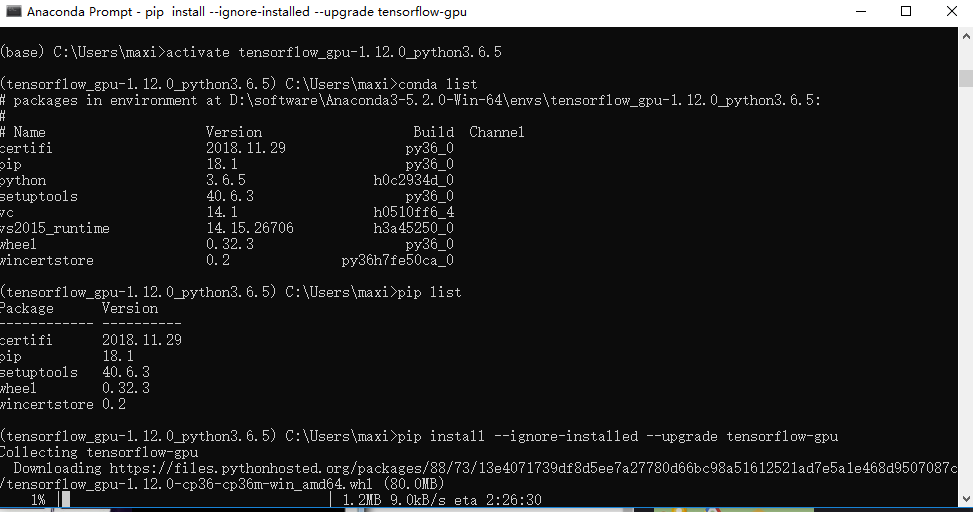 Anaconda Prompt - pip  install --ignore-installed --upgrade tensorflow-gpu
(base) C:\Users\maxi>activate tensorflow_gpu-1.12.0_python3.6.5
(tensorflow_gpu-1.12.0_python3.6.5) C:\Users\maxi>conda list
# packages in environment at D:\software\Anaconda3-5.2.0-Win-64\envs\tensorflow_gpu-1.12.0_python3.6.5:
#
# Name                    Version                   Build  Channel
certifi                   2018.11.29               py36_0
pip                       18.1                     py36_0
python                    3.6.5                h0c2934d_0
setuptools                40.6.3                   py36_0
vc                        14.1                 h0510ff6_4
vs2015_runtime            14.15.26706          h3a45250_0
wheel                     0.32.3                   py36_0
wincertstore              0.2              py36h7fe50ca_0
(tensorflow_gpu-1.12.0_python3.6.5) C:\Users\maxi>pip list
Package      Version
------------ ----------
certifi      2018.11.29
pip          18.1
setuptools   40.6.3
wheel        0.32.3
wincertstore 0.2
(tensorflow_gpu-1.12.0_python3.6.5) C:\Users\maxi>pip install --ignore-installed --upgrade tensorflow-gpu
Collecting tensorflow-gpu
  Downloading https://files.pythonhosted.org/packages/88/73/13e4071739df8d5ee7a27780d66bc98a51612521ad7e5a1e468d9507087c
/tensorflow_gpu-1.12.0-cp36-cp36m-win_amd64.whl (80.0MB)
    1% |                                | 1.2MB 9.0kB/s eta 2:26:30